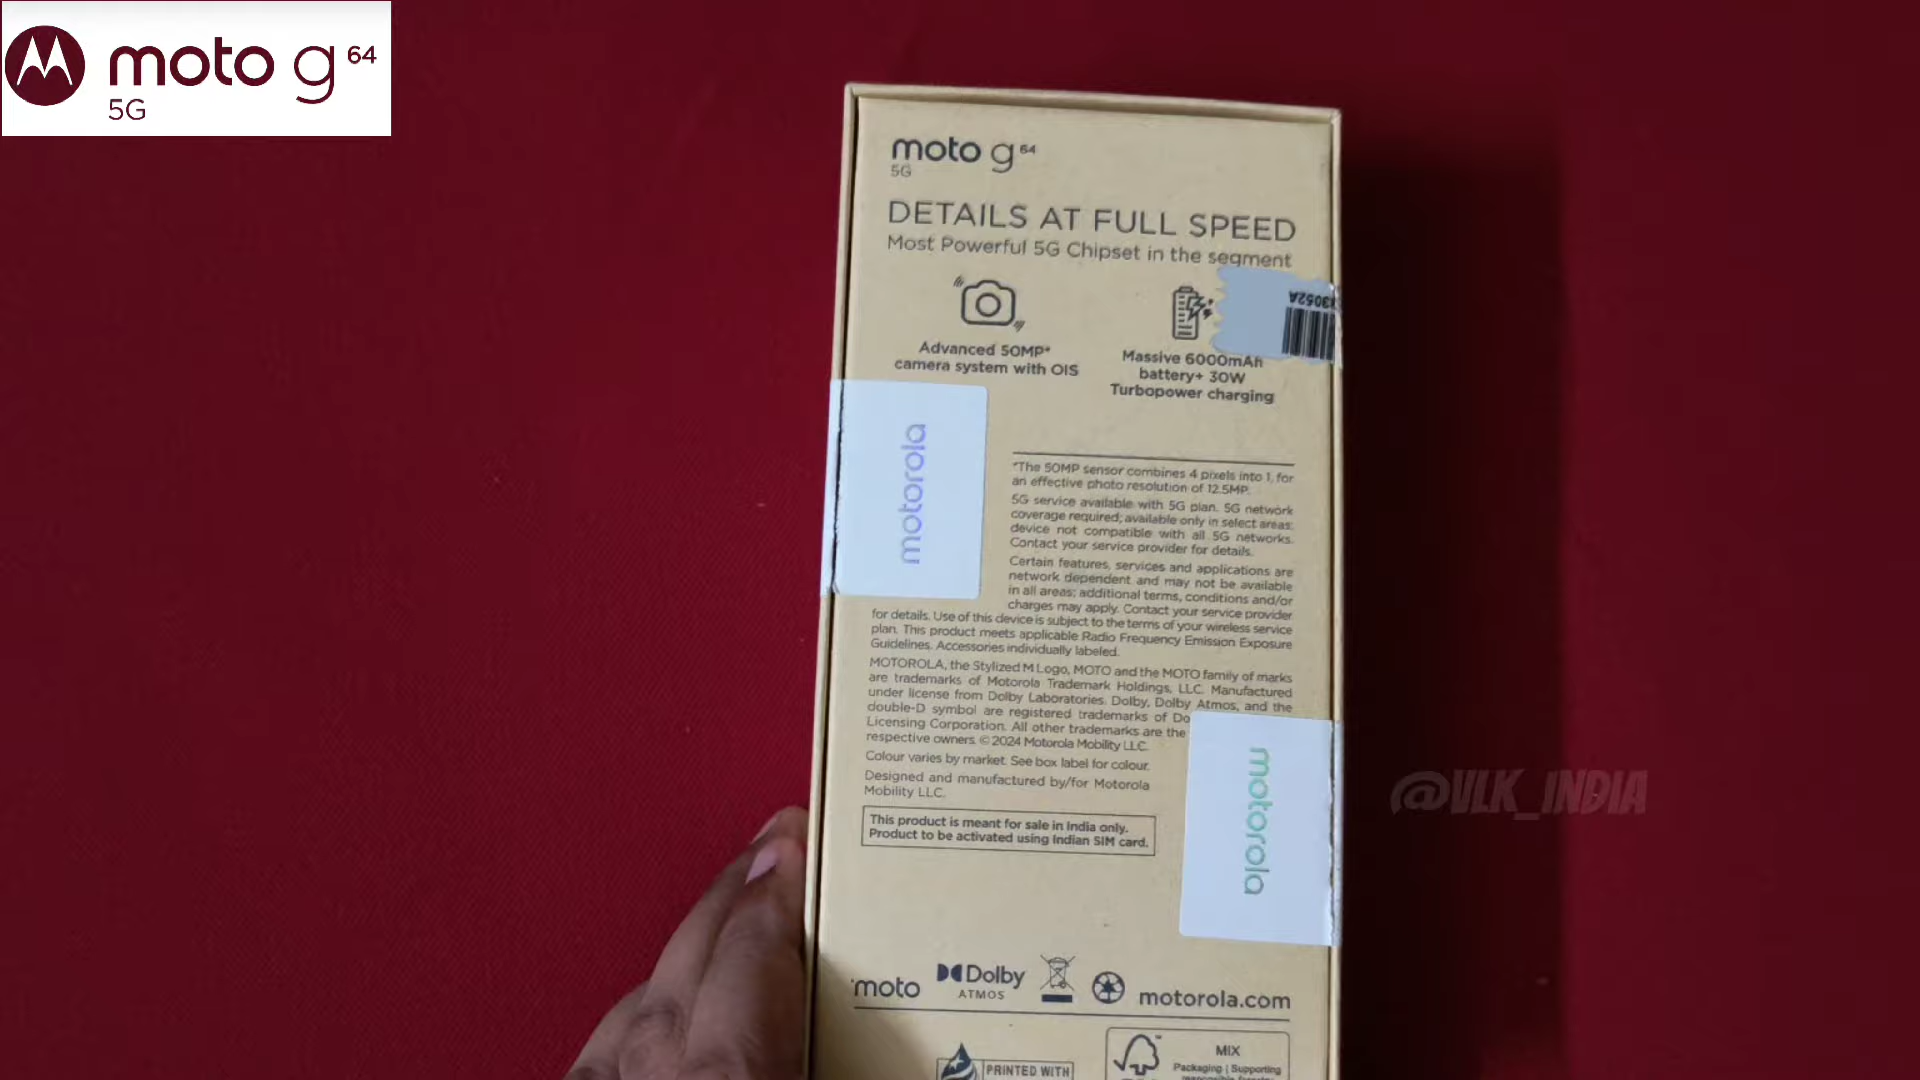 moto g 64
5G
moto g 64
5G
DETAILS AT FULL SPEED
Most Powerful 5G Chipset in the segment
Advanced 50MP*
camera system with OIS
Massive 6000mAh
battery+ 30W
Turbopower charging
3052A
motorola
*The 50MP sensor combines 4 pixels into 1, for
an effective photo resolution of 12.5MP.
5G service available with 5G plan. 5G network
coverage required; available only in select areas;
device not compatible with all 5G networks.
Contact your service provider for details.
Certain features, services and applications are
network dependent and may not be available
in all areas; additional terms, conditions and/or
charges may apply. Contact your service provider
for details. Use of this device is subject to the terms of your wireless service
plan. This product meets applicable Radio Frequency Emission Exposure
Guidelines. Accessories individually labeled.
MOTOROLA, the Stylized M Logo, MOTO and the MOTO family of marks
are trademarks of Motorola Trademark Holdings, LLC. Manufactured
under license from Dolby Laboratories. Dolby, Dolby Atmos, and the
double-D symbol are registered trademarks of Do
Licensing Corporation. All other trademarks are the
respective owners. © 2024 Motorola Mobility LLC.
Colour varies by market. See box label for colour.
Designed and manufactured by/for Motorola
Mobility LLC.
motorola
This product is meant for sale in India only.
Product to be activated using Indian SIM card.
@VLK_INDIA
moto
Dolby
ATMOS
motorola.com
PRINTED WITH
MIX
Packaging | Supporting